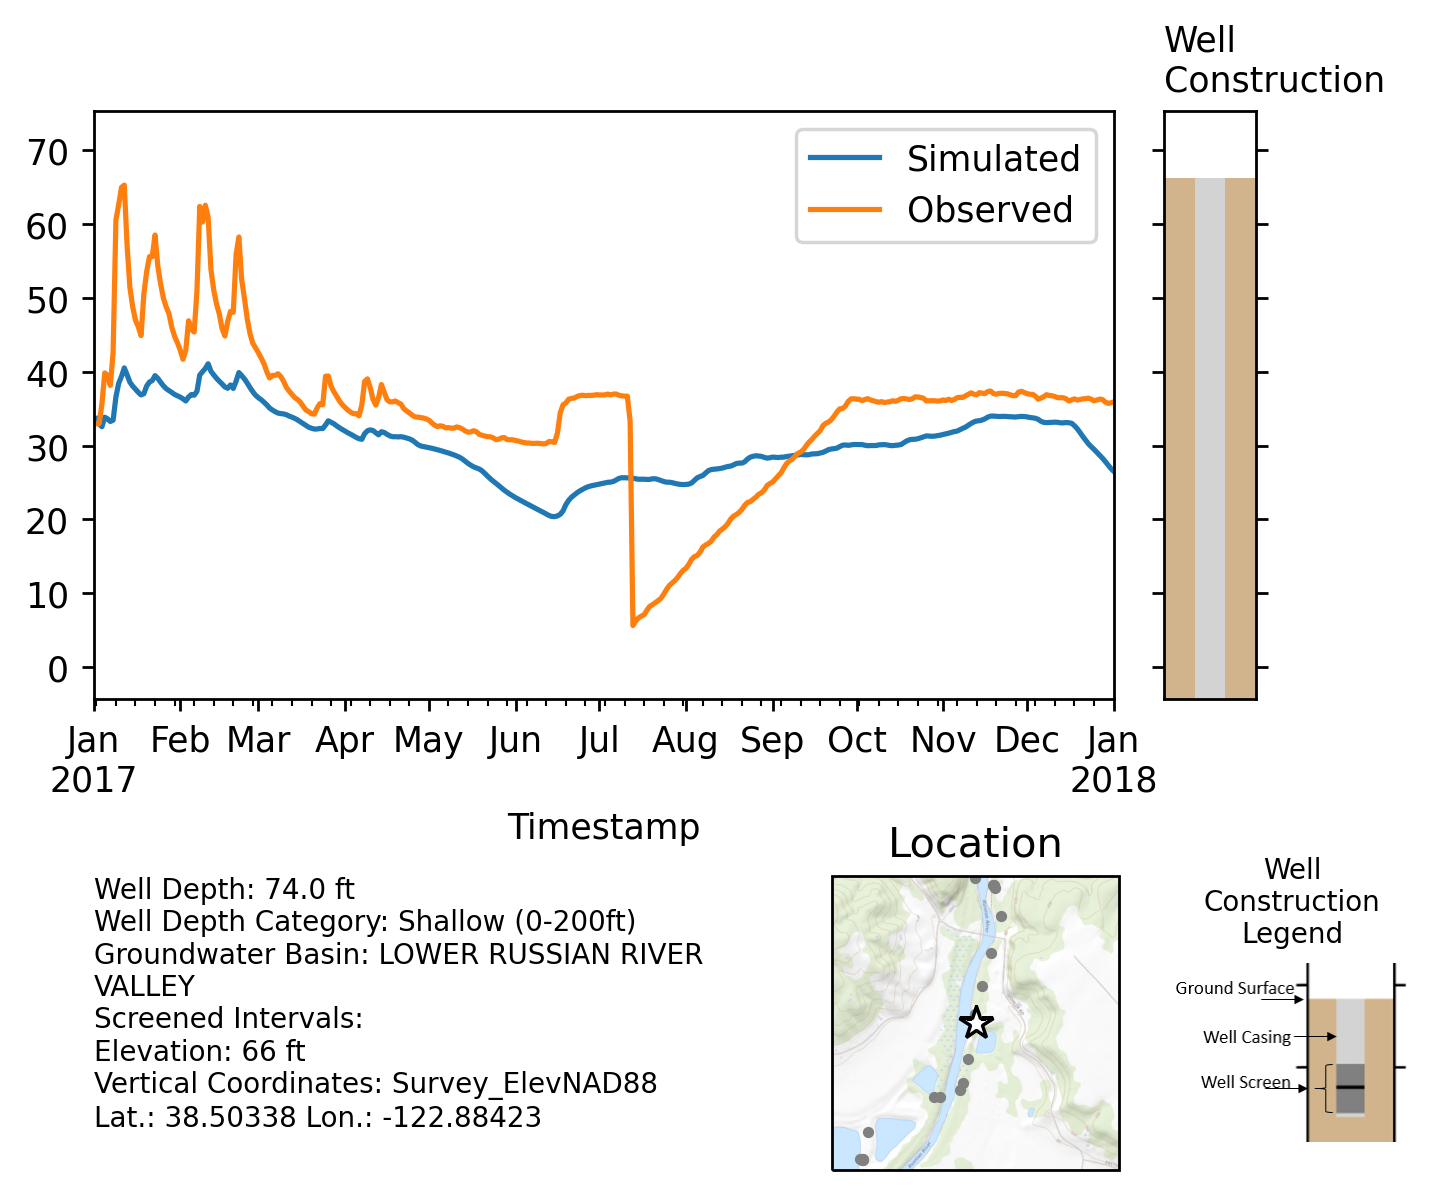 Well
Construction
Simulated
Observed
70
60
50
40
30
20
10
0
Jan Feb Mar Apr May Jun Jul Aug Sep Oct Nov Dec Jan
2017 2018
Timestamp
Well Depth: 74.0 ft
Well Depth Category: Shallow (0-200ft)
Groundwater Basin: LOWER RUSSIAN RIVER
VALLEY
Screened Intervals:
Elevation: 66 ft
Vertical Coordinates: Survey_ElevNAD88
Lat.: 38.50338 Lon.: -122.88423
Location
Well
Construction
Legend
Ground Surface
Well Casing
Well Screen